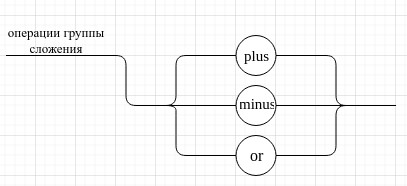 операции группы
сложения
plus
minus
or